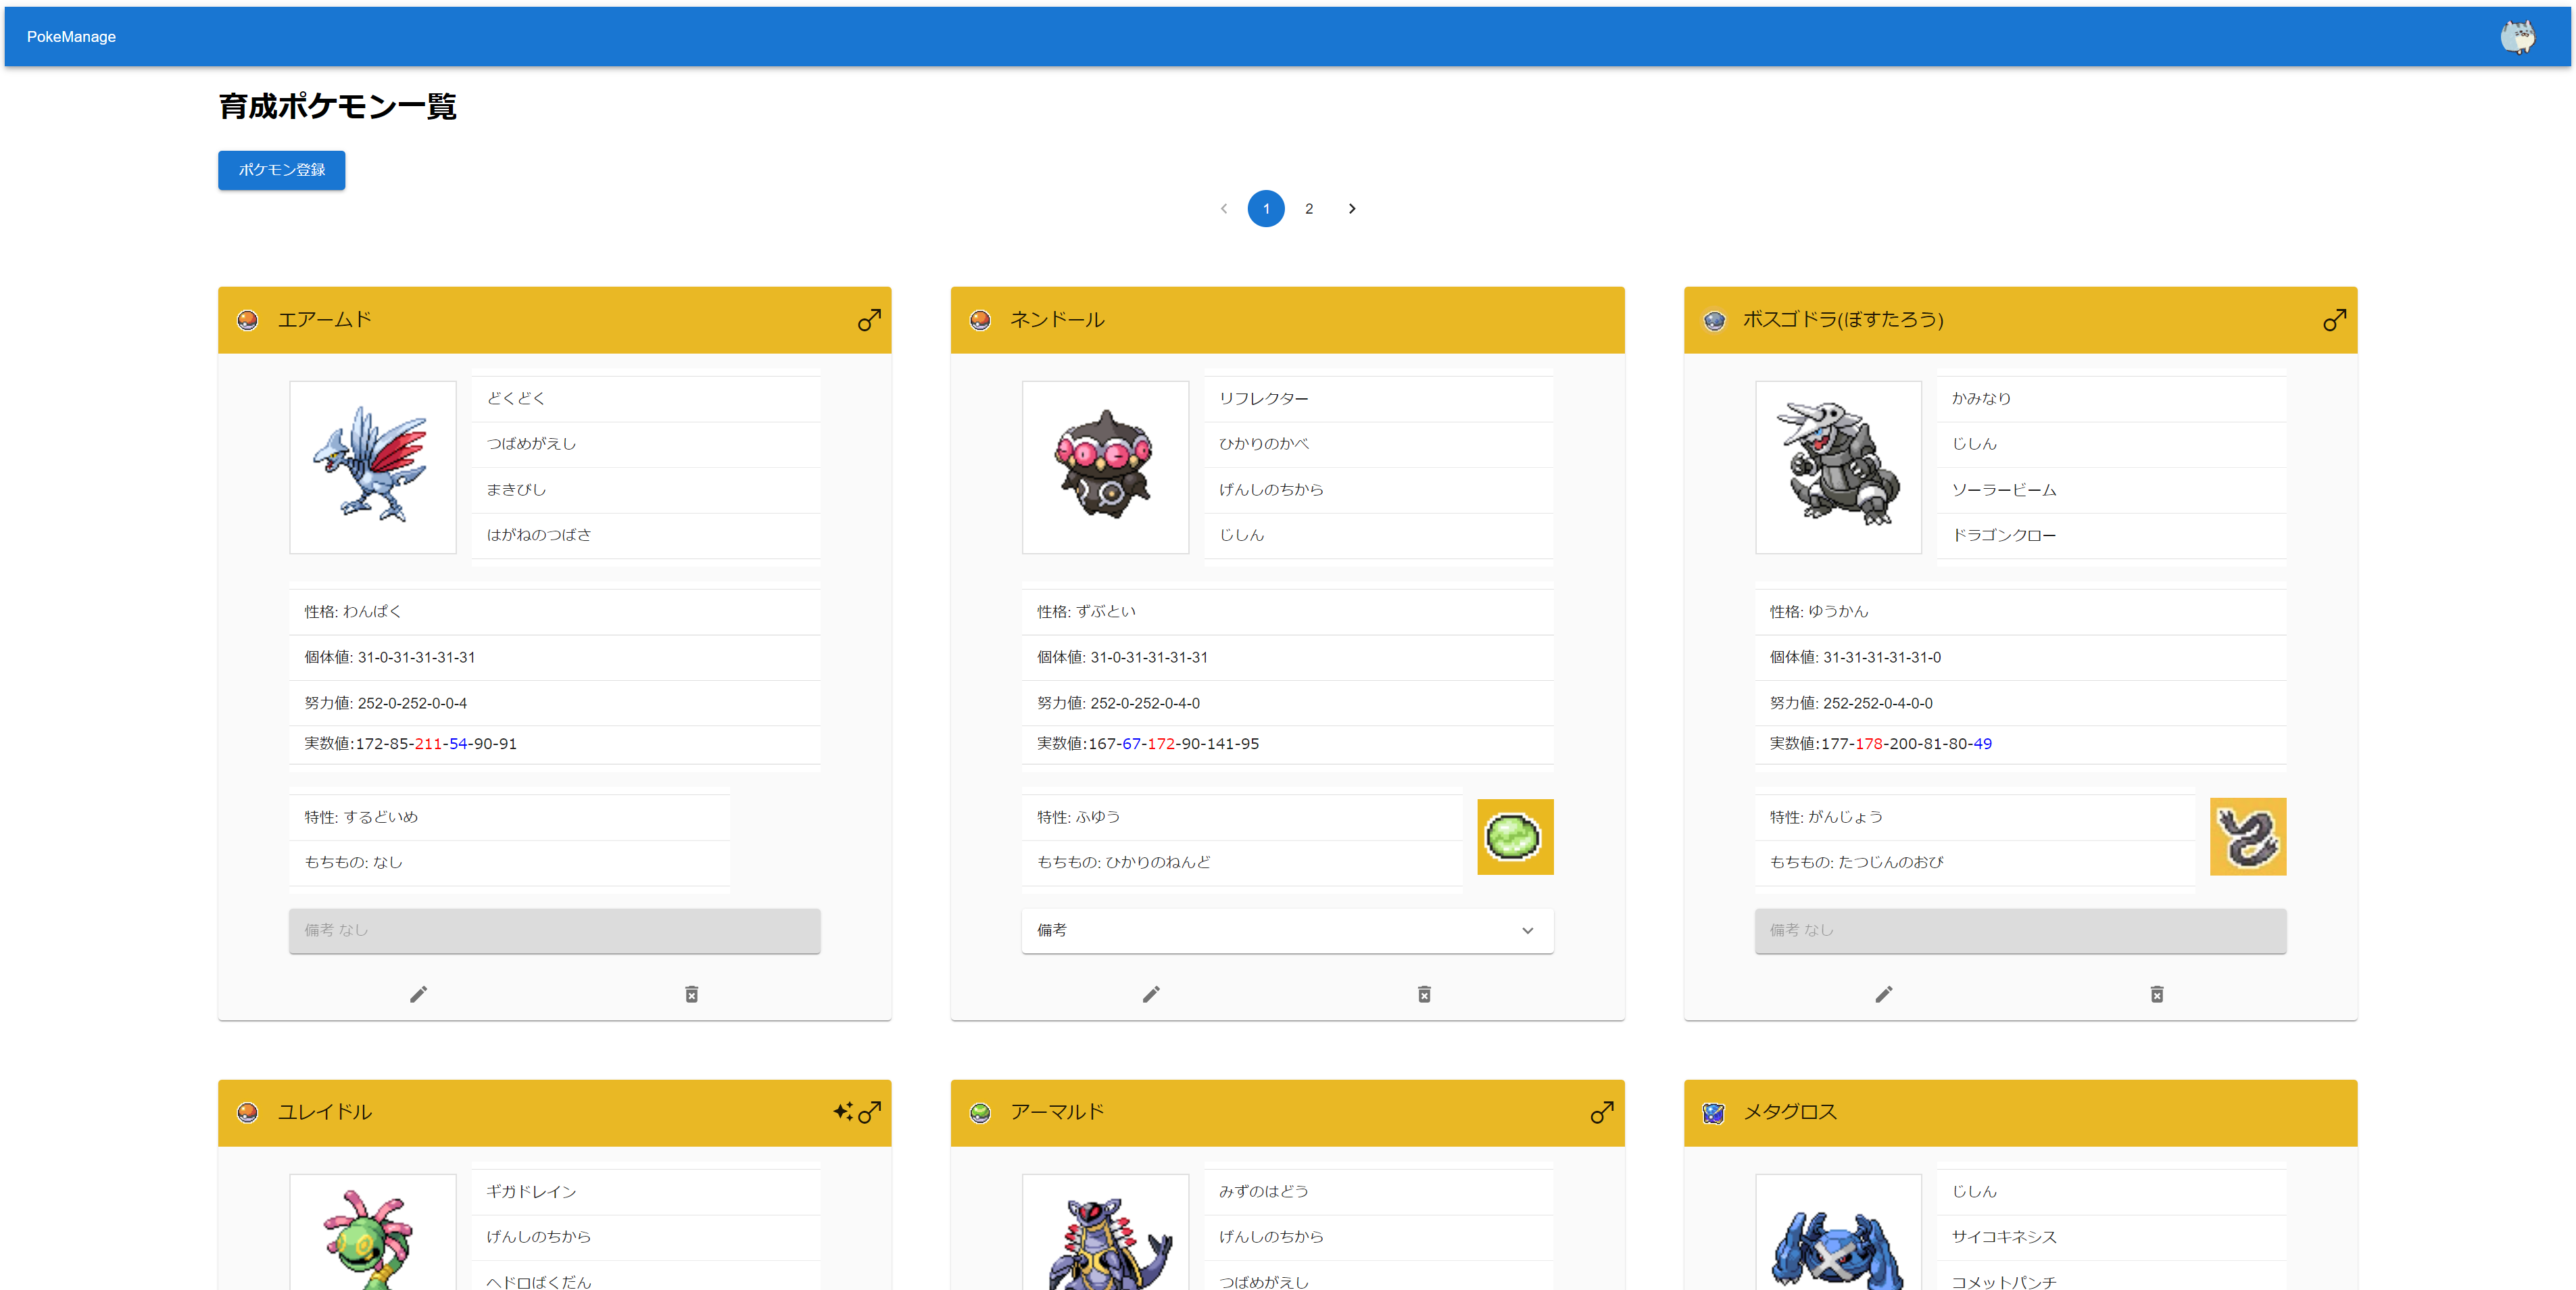 PokeManage
育成ポケモン一覧
ポケモン登録
1 2
エアームド
どくどく
つばめがえし
まきびし
はがねのつばさ
性格: わんぱく
個体値: 31-0-31-31-31-31
努力値: 252-0-252-0-0-4
実数値:172-85-211-54-90-91
特性: するどいめ
もちもの: なし
備考 なし
ネンドール
リフレクター
ひかりのかべ
げんしのちから
じしん
性格: ずぶとい
個体値: 31-0-31-31-31-31
努力値: 252-0-252-0-4-0
実数値:167-67-172-90-141-95
特性: ふゆう
もちもの: ひかりのねんど
備考
ボスゴドラ(ぼすたろう)
かみなり
じしん
ソーラービーム
ドラゴンクロー
性格: ゆうかん
個体値: 31-31-31-31-31-0
努力値: 252-252-0-4-0-0
実数値:177-178-200-81-80-49
特性: がんじょう
もちもの: たつじんのおび
備考 なし
ユレイドル
ギガドレイン
げんしのちから
ヘドロばくだん
アーマルド
みずのはどう
げんしのちから
つばめがえし
メタグロス
じしん
サイコキネシス
コメットパンチ